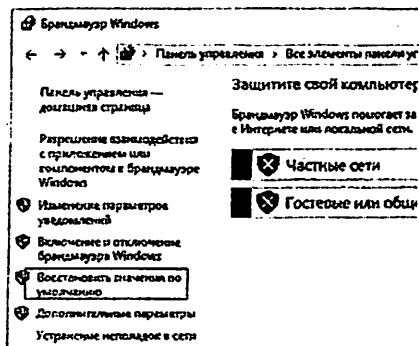 Брандмауэр Windows
Панель управления › Все элементы панели уг
Панель управления —
домашняя страница
Разрешение взаимодействия
с приложением или
компонентом в брандмауэре
Windows
Изменение параметров
уведомлений
Включение и отключение
брандмауэра Windows
Восстановить значения по
умолчанию
Дополнительные параметры
Устранение неполадок в сети
Защитите свой компьютер
Брандмауэр Windows помогает за
с Интернете или локальной сети.
Частные сети
Гостевые или общ